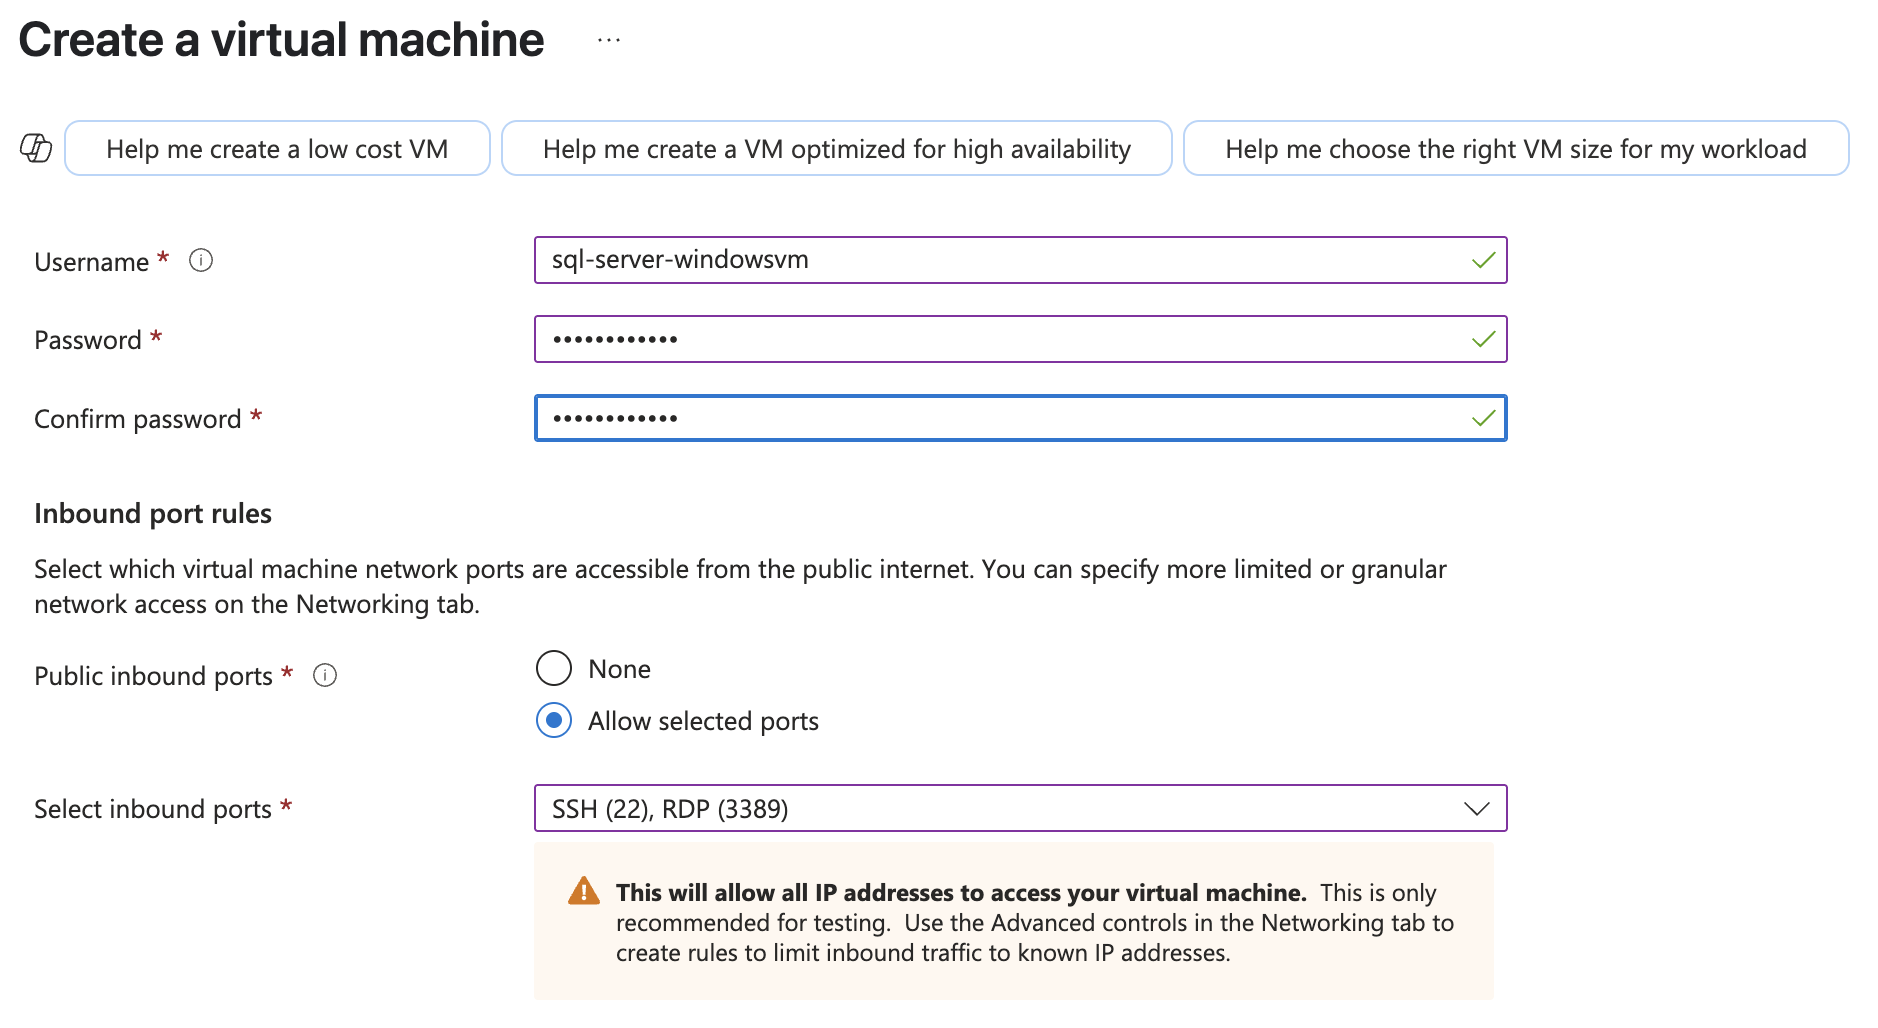 Create a virtual machine ...
Help me create a low cost VM
Help me create a VM optimized for high availability
Help me choose the right VM size for my workload
Username *
sql-server-windowsvm
Password *
••••••••••••
Confirm password *
••••••••••••
Inbound port rules
Select which virtual machine network ports are accessible from the public internet. You can specify more limited or granular
network access on the Networking tab.
Public inbound ports *
None
Allow selected ports
Select inbound ports *
SSH (22), RDP (3389)
This will allow all IP addresses to access your virtual machine. This is only
recommended for testing. Use the Advanced controls in the Networking tab to
create rules to limit inbound traffic to known IP addresses.